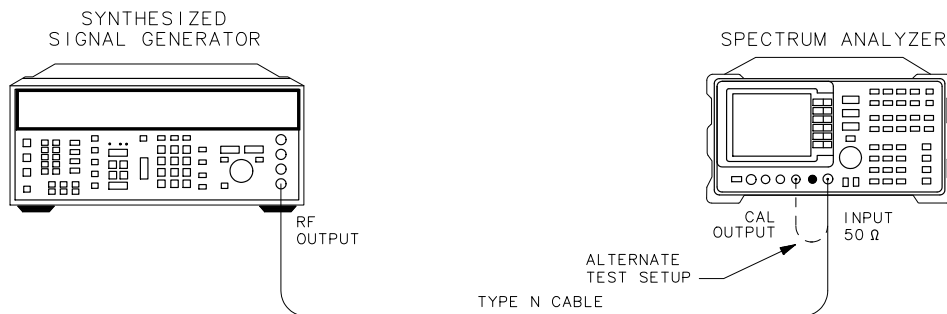 SYNTHESIZED
SIGNAL GENERATOR
SPECTRUM ANALYZER
RF
OUTPUT
CAL
OUTPUT
INPUT
50 Ω
ALTERNATE
TEST SETUP
TYPE N CABLE